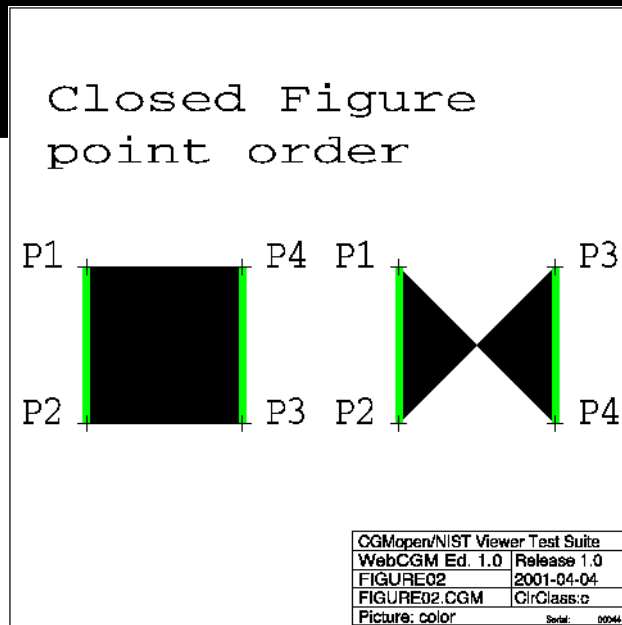 Closed Figure
point order
P1 P4 P1 P3
P2 P3 P2 P4
CGMopen/NIST Viewer Test Suite
WebCGM Ed. 1.0 Release 1.0
FIGURE02 2001-04-04
FIGURE02.CGM ClrClass:c
Picture: color Serial: 00044